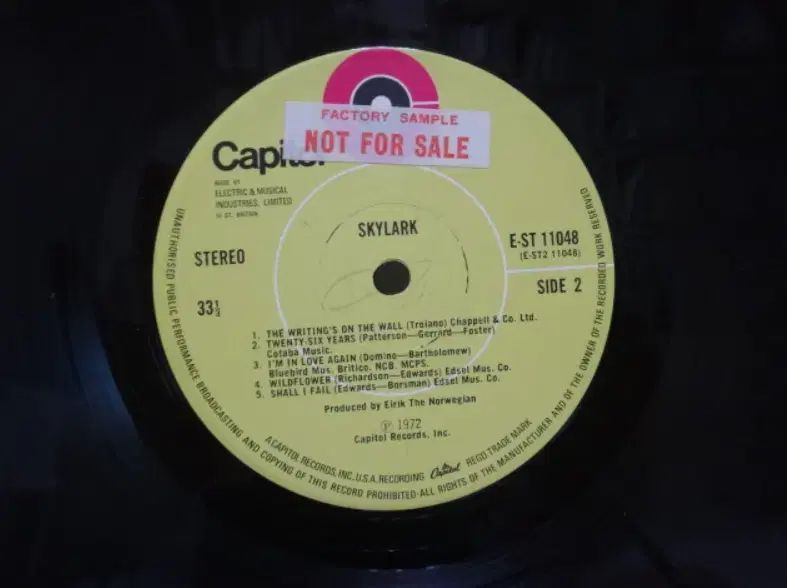 FACTORY SAMPLE
NOT FOR SALE
Capitol
MADE BY
ELECTRIC & MUSICAL
INDUSTRIES, LIMITED
IN GT. BRITAIN
SKYLARK
STEREO
E-ST 11048
(E-ST2 11048)
SIDE 2
33⅓
1. THE WRITING'S ON THE WALL (Troiano) Chappell & Co. Ltd.
2. TWENTY-SIX YEARS (Patterson—Gerrard—Foster)
Cotaba Music.
3. I'M IN LOVE AGAIN (Domino—Bartholomew)
Bluebird Mus. Britico. NCB. MCPS.
4. WILDFLOWER (Richardson—Edwards) Edsel Mus. Co.
5. SHALL I FAIL (Edwards—Borsman) Edsel Mus. Co.
Produced by Eirik The Norwegian
Ⓟ 1972
Capitol Records, Inc.
A CAPITOL RECORDS, INC. U.S.A. RECORDING Capitol REGD. TRADE MARK
UNAUTHORISED PUBLIC PERFORMANCE BROADCASTING AND COPYING OF THIS RECORD PROHIBITED·ALL RIGHTS OF THE MANUFACTURER AND OF THE OWNER OF THE RECORDED WORK RESERVED